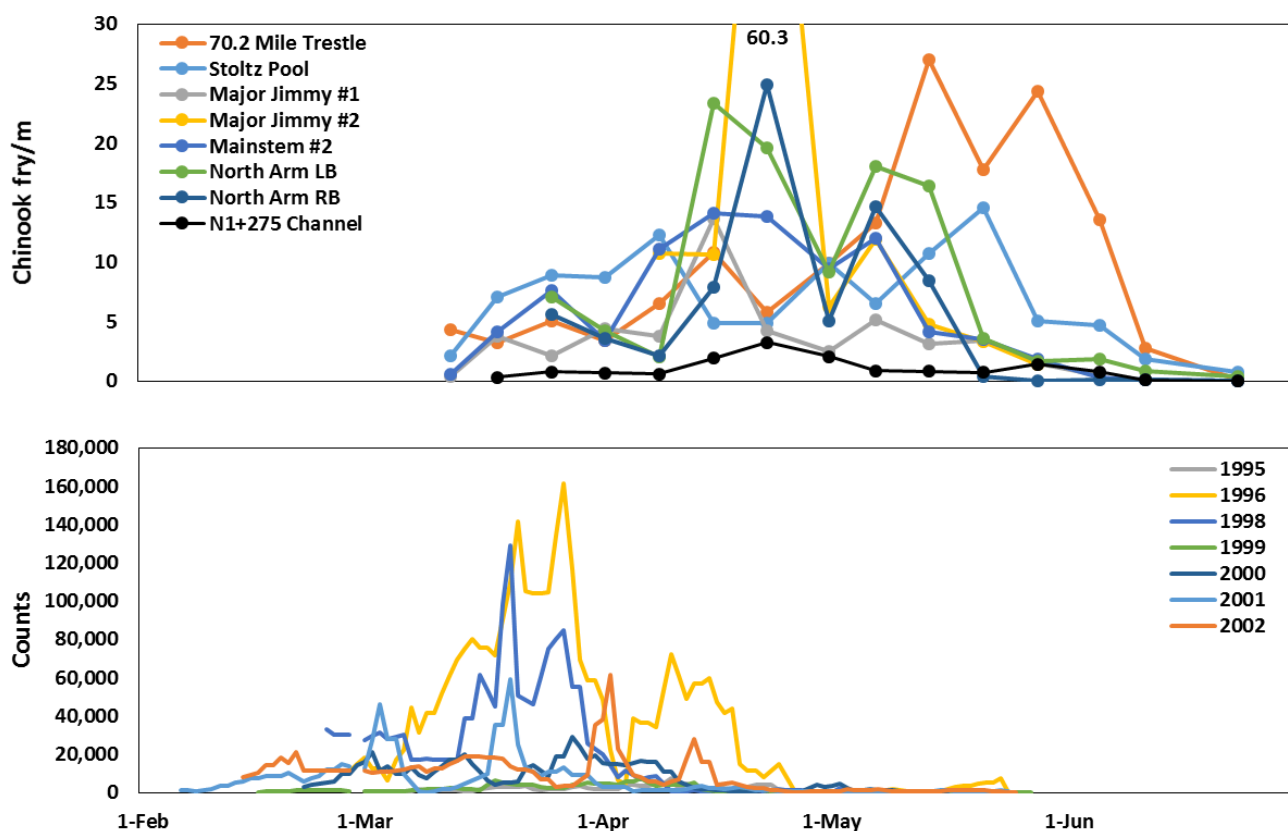 30
25
20
15
10
5
0
Chinook fry/m
70.2 Mile Trestle
Stoltz Pool
Major Jimmy #1
Major Jimmy #2
Mainstem #2
North Arm LB
North Arm RB
N1+275 Channel
60.3
180,000
160,000
140,000
120,000
100,000
80,000
60,000
40,000
20,000
0
Counts
1995
1996
1998
1999
2000
2001
2002
1-Feb
1-Mar
1-Apr
1-May
1-Jun